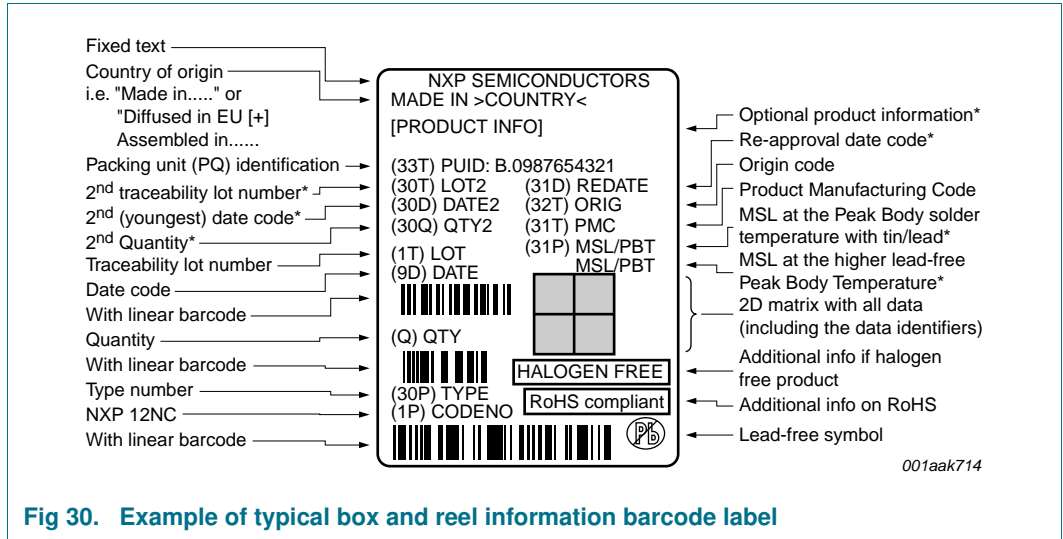 Fixed text
Country of origin
i.e. "Made in....." or
"Diffused in EU [+]
Assembled in......
Packing unit (PQ) identification
2nd traceability lot number*
2nd (youngest) date code*
2nd Quantity*
Traceability lot number
Date code
With linear barcode
Quantity
With linear barcode
Type number
NXP 12NC
With linear barcode
NXP SEMICONDUCTORS
MADE IN >COUNTRY<
[PRODUCT INFO]
(33T) PUID: B.0987654321
(30T) LOT2 (31D) REDATE
(30D) DATE2 (32T) ORIG
(30Q) QTY2 (31T) PMC
(31P) MSL/PBT
(1T) LOT MSL/PBT
(9D) DATE
(Q) QTY
HALOGEN FREE
(30P) TYPE
RoHS compliant
(1P) CODENO
Pb
Optional product information*
Re-approval date code*
Origin code
Product Manufacturing Code
MSL at the Peak Body solder
temperature with tin/lead*
MSL at the higher lead-free
Peak Body Temperature*
2D matrix with all data
(including the data identifiers)
Additional info if halogen
free product
Additional info on RoHS
Lead-free symbol
001aak714
Fig 30. Example of typical box and reel information barcode label